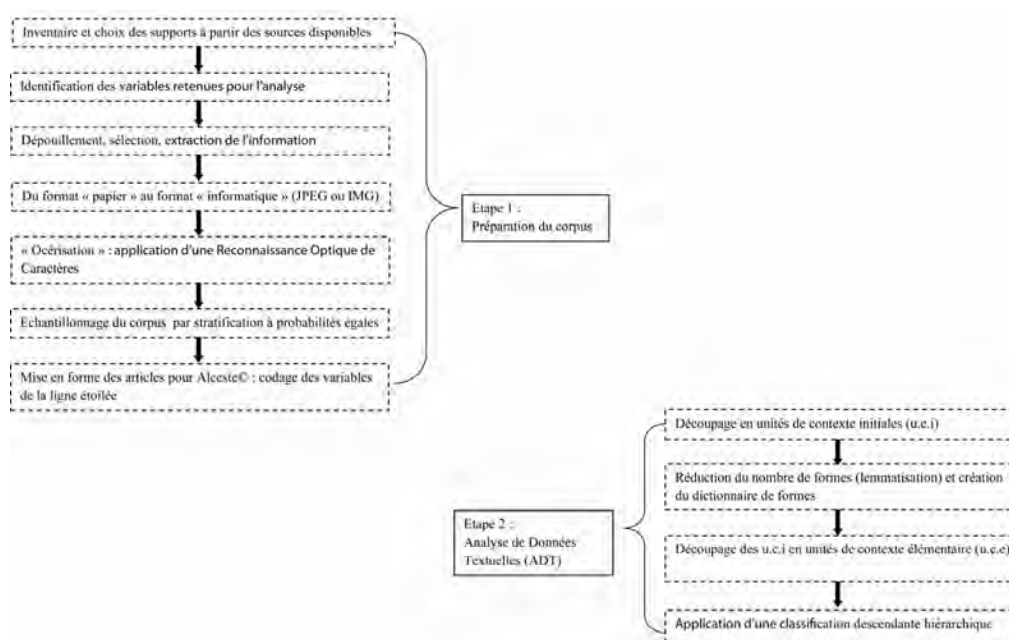 Inventaire et choix des supports à partir des sources disponibles
Identification des variables retenues pour l'analyse
Dépouillement, sélection, extraction de l'information
Du format « papier » au format « informatique » (JPEG ou IMG)
« Océrisation » : application d'une Reconnaissance Optique de
Caractères
Echantillonnage du corpus par stratification à probabilités égales
Mise en forme des articles pour Alceste© : codage des variables
de la ligne étoilée
Etape 1 :
Préparation du corpus
Etape 2 :
Analyse de Données
Textuelles (ADT)
Découpage en unités de contexte initiales (u.c.i)
Réduction du nombre de formes (lemmatisation) et création
du dictionnaire de formes
Découpage des u.c.i en unités de contexte élémentaire (u.c.e)
Application d'une classification descendante hiérarchique